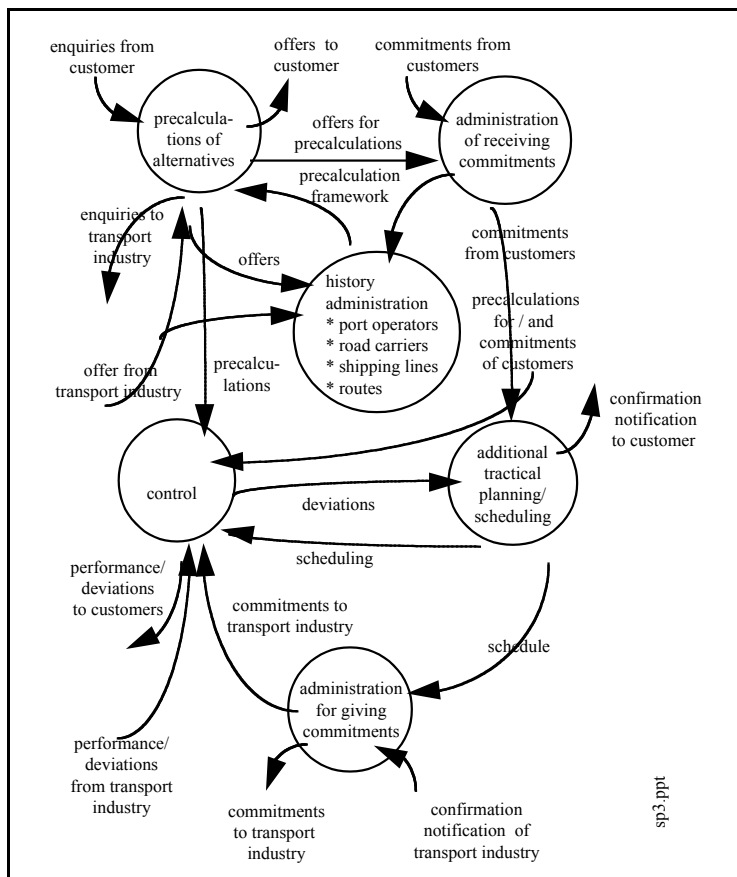 enquiries from
customer
offers to
customer
commitments from
customers
precalcula-
tions of
alternatives
offers for
precalculations
administration
of receiving
commitments
precalculation
framework
enquiries to
transport
industry
offers
commitments
from customers
history
administration
* port operators
* road carriers
* shipping lines
* routes
precalculations
for / and
commitments
of customers
offer from
transport industry
precalcu-
lations
confirmation
notification
to customer
control
additional
tractical
planning/
scheduling
deviations
scheduling
performance/
deviations
to customers
commitments to
transport industry
schedule
administration
for giving
commitments
performance/
deviations
from transport
industry
commitments
to transport
industry
confirmation
notification of
transport industry
sp3.ppt